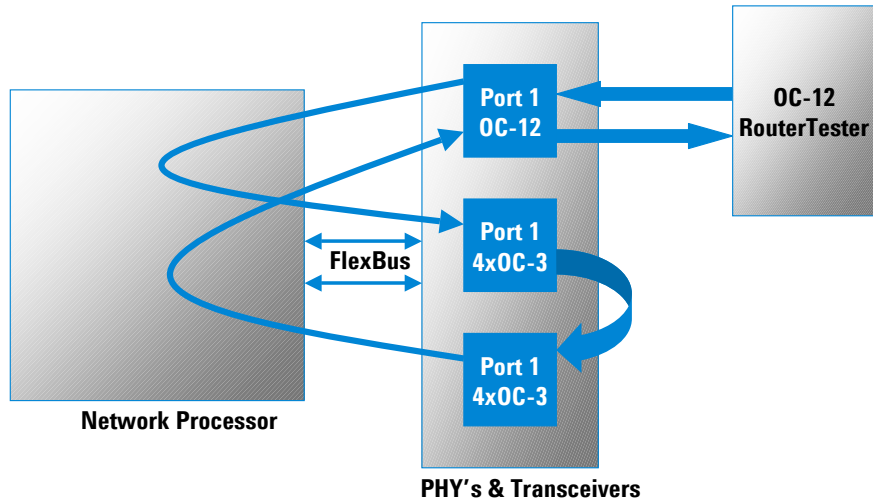 Port 1
OC-12
OC-12
RouterTester
Port 1
4xOC-3
FlexBus
Port 1
4xOC-3
Network Processor
PHY's & Transceivers